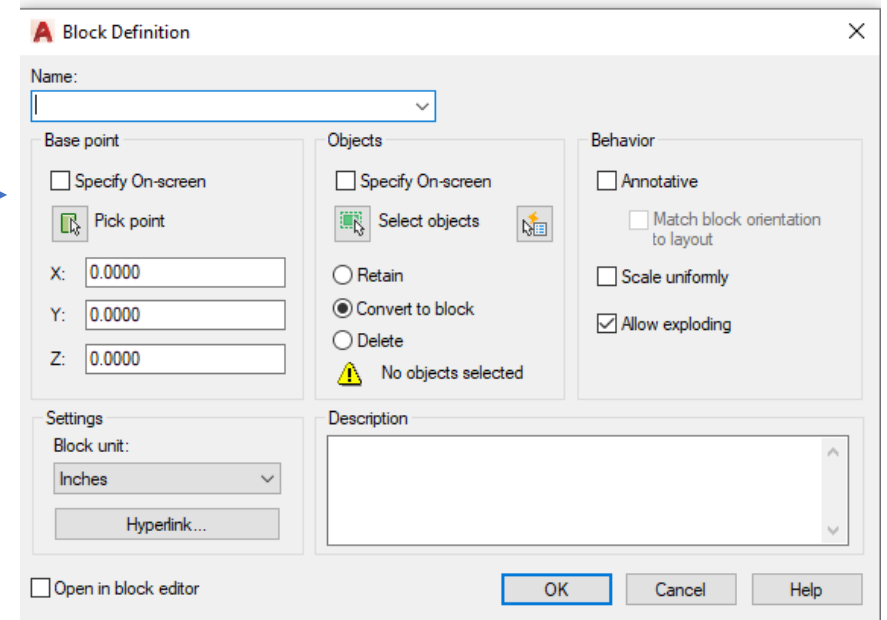 Block Definition
Name:
Base point
Specify On-screen
Pick point
X: 0.0000
Y: 0.0000
Z: 0.0000
Objects
Specify On-screen
Select objects
Retain
Convert to block
Delete
No objects selected
Behavior
Annotative
Match block orientation
to layout
Scale uniformly
Allow exploding
Settings
Block unit:
Inches
Hyperlink...
Description
Open in block editor
OK Cancel Help